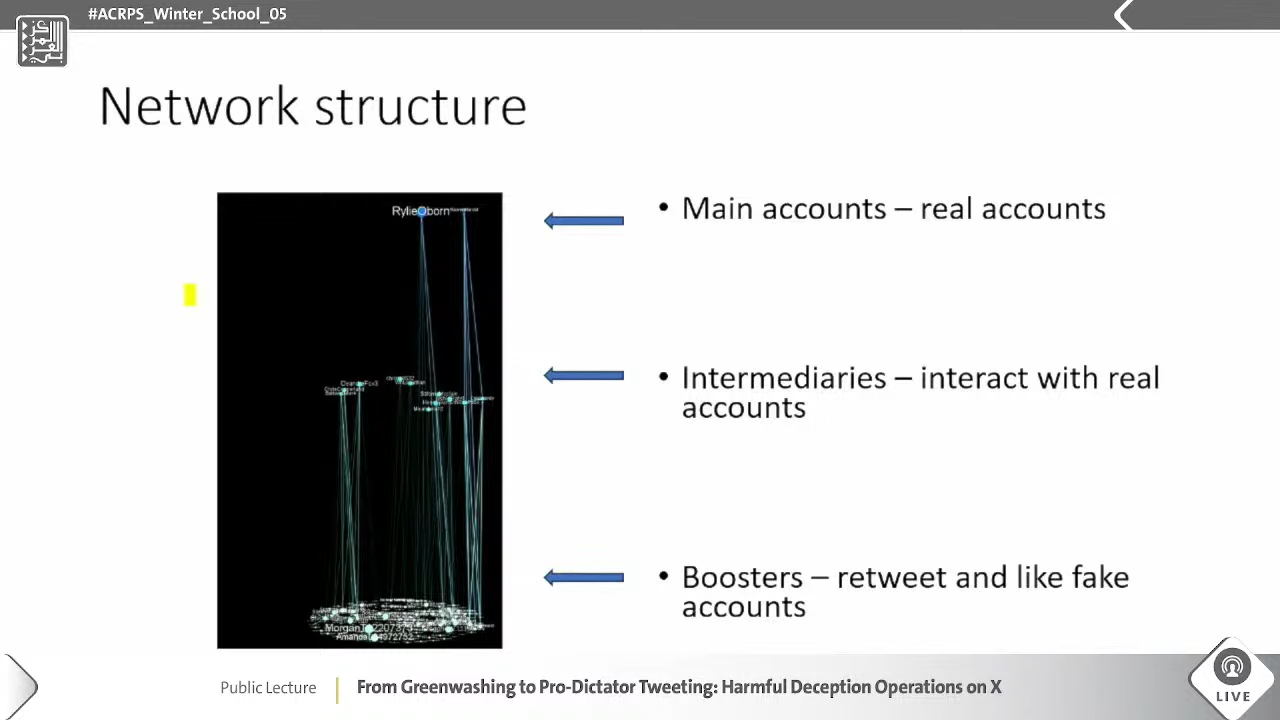 #ACRPS_Winter_School_05
Network structure
RylieOborn
• Main accounts – real accounts
• Intermediaries – interact with real
accounts
• Boosters – retweet and like fake
accounts
Public Lecture
From Greenwashing to Pro-Dictator Tweeting: Harmful Deception Operations on X
LIVE